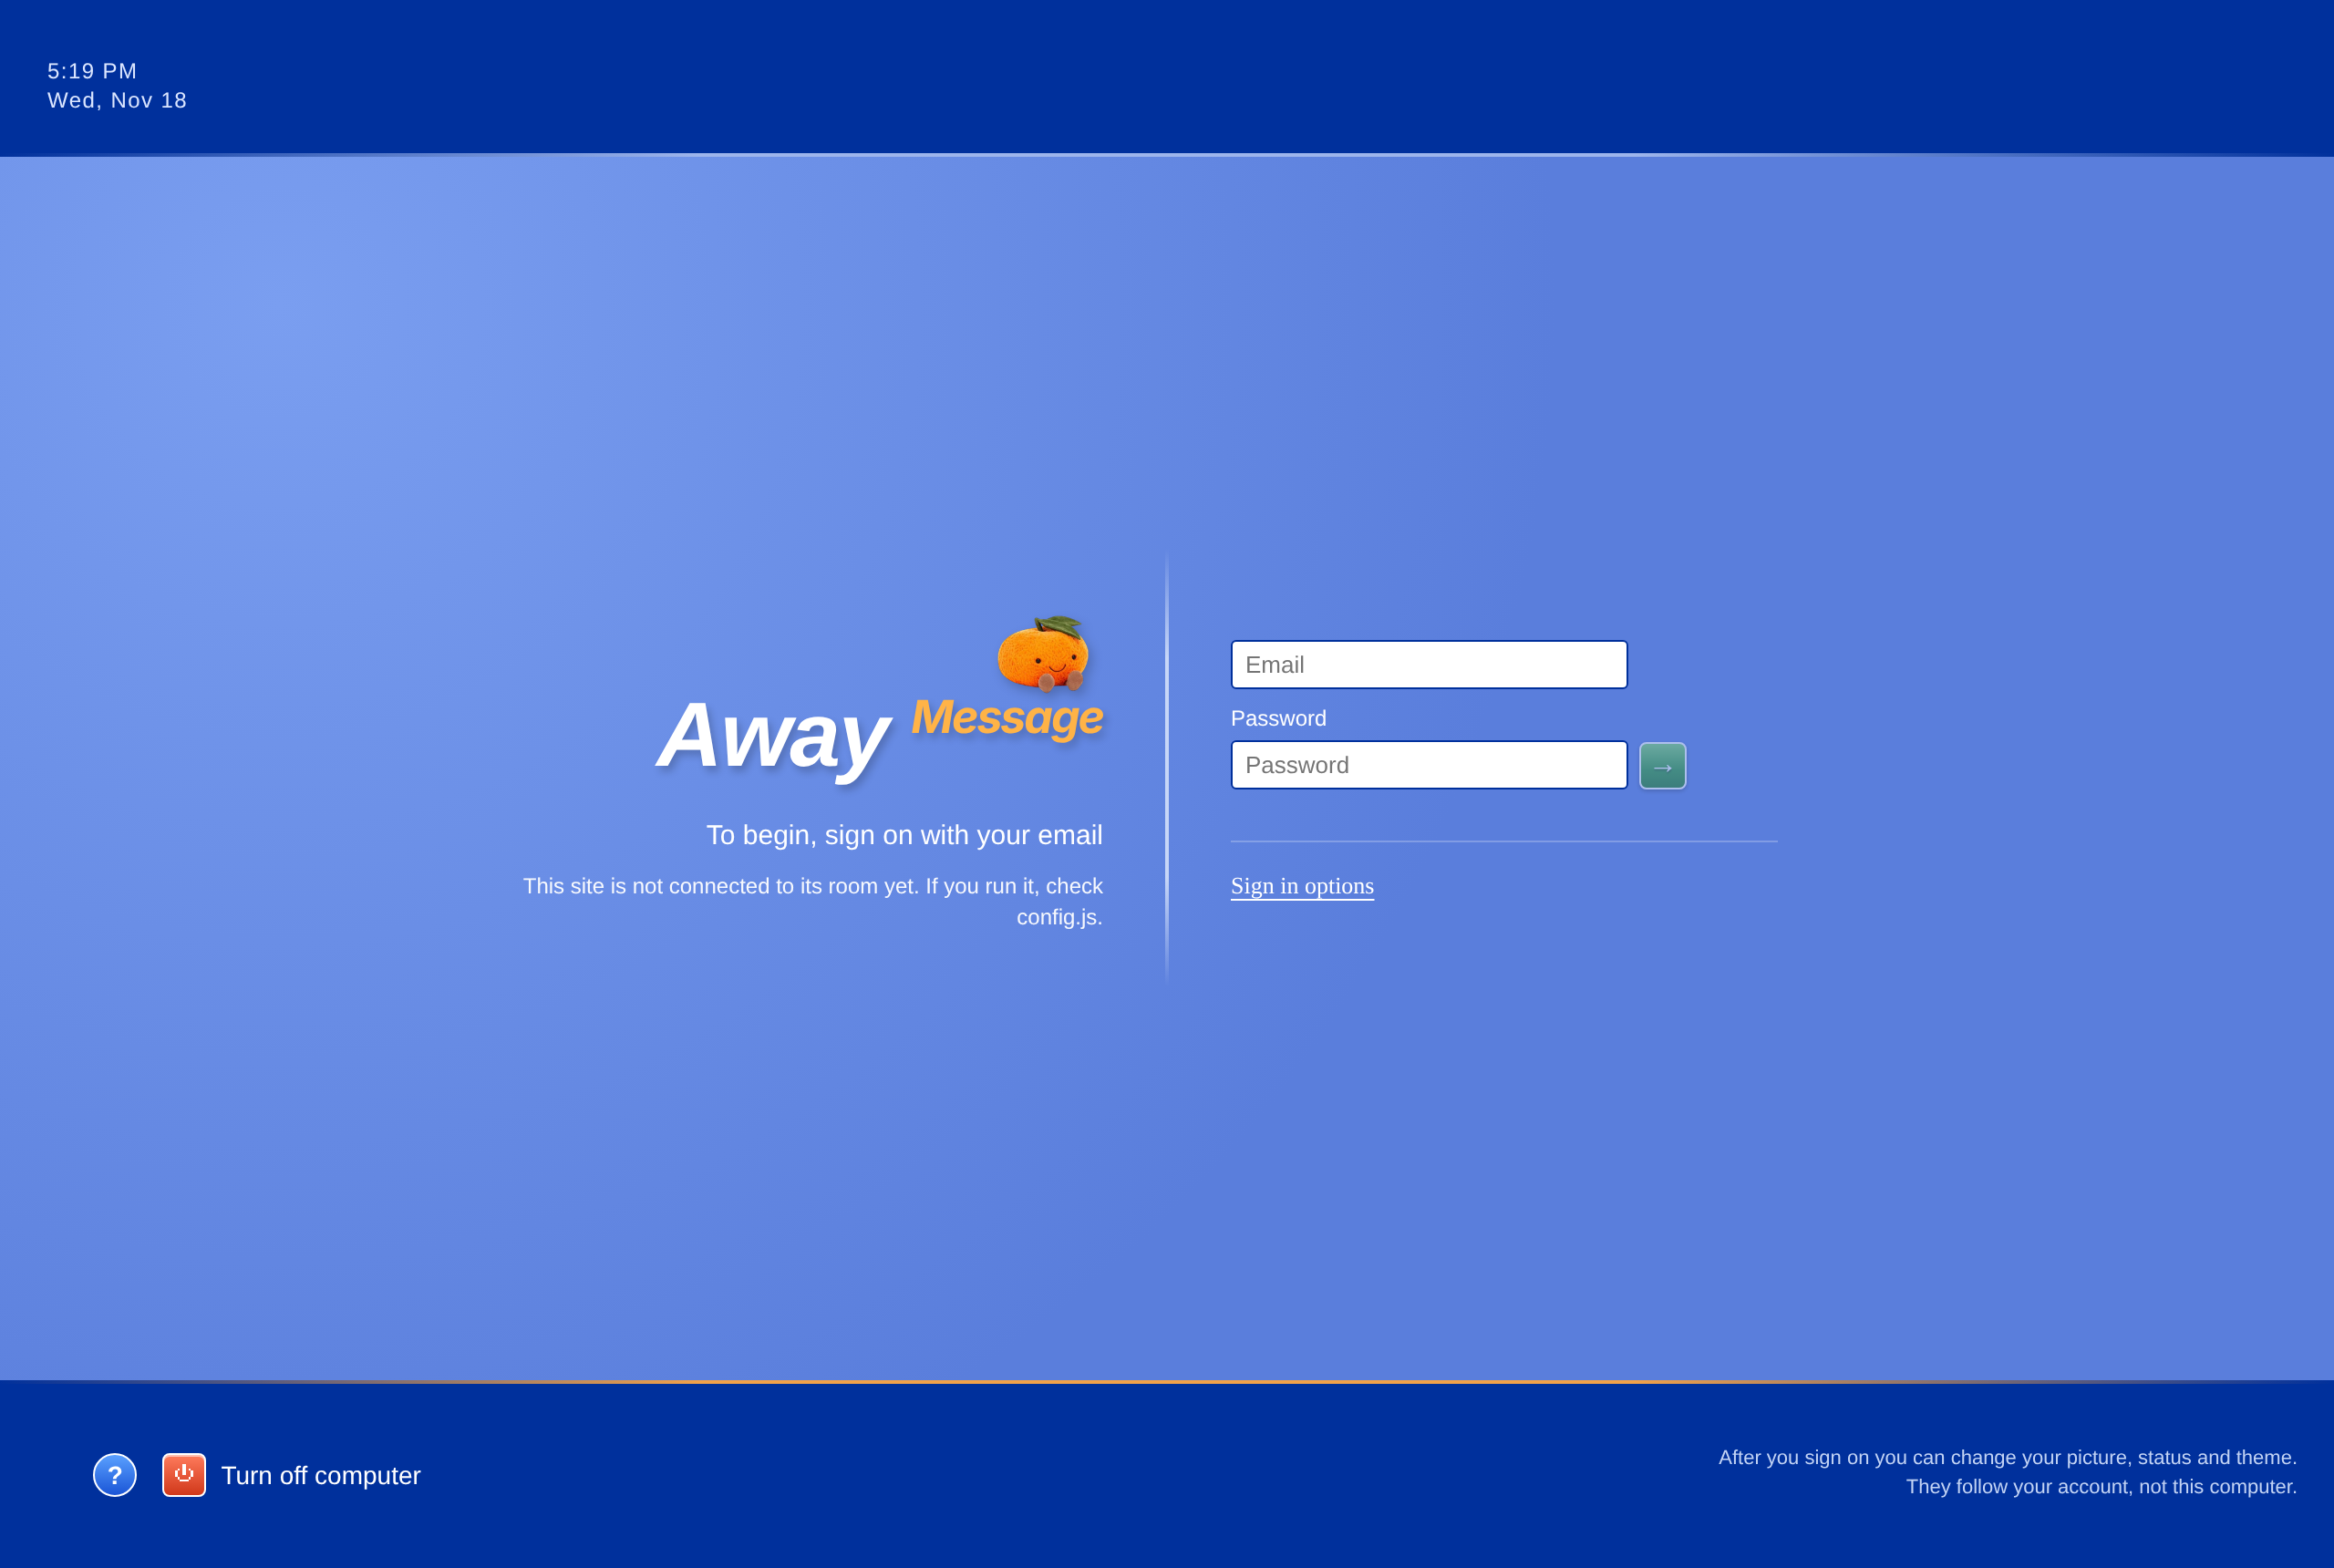 5:19 PM
Wed, Nov 18
Away Message
To begin, sign on with your email
This site is not connected to its room yet. If you run it, check
config.js.
Email
Password
Password
→
Sign in options
?
Turn off computer
After you sign on you can change your picture, status and theme.
They follow your account, not this computer.